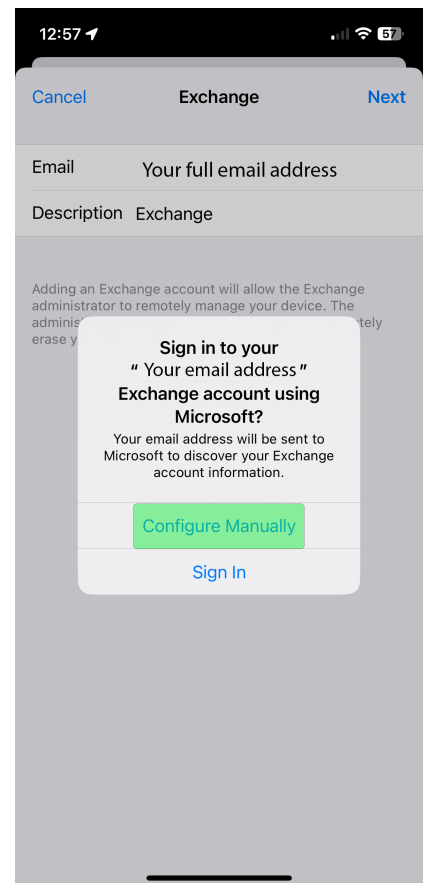 12:57
57
Cancel Exchange Next
Email Your full email address
Description Exchange
Adding an Exchange account will allow the Exchange
administrator to remotely manage your device. The
Sign in to your
“ Your email address ”
Exchange account using
Microsoft?
Your email address will be sent to
Microsoft to discover your Exchange
account information.
Configure Manually
Sign In